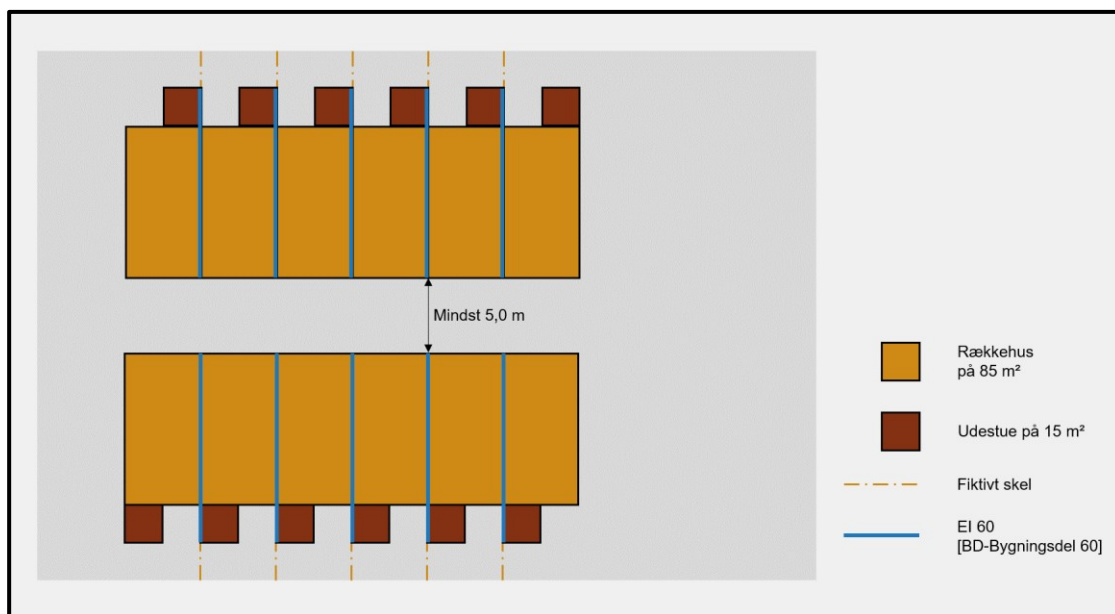 Mindst 5,0 m
Rækkehus
på 85 m²
Udestue på 15 m²
Fiktivt skel
EI 60
[BD-Bygningsdel 60]